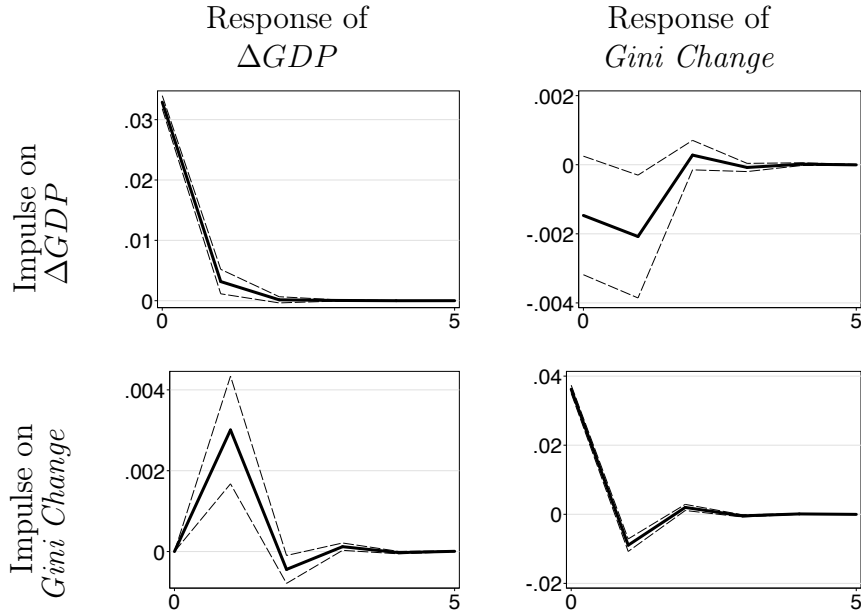 Response of
ΔGDP
Response of
Gini Change
Impulse on
ΔGDP
.03
.02
.01
0
0
5
.002
0
-.002
-.004
0
5
Impulse on
Gini Change
.004
.002
0
0
5
.04
.02
0
-.02
0
5